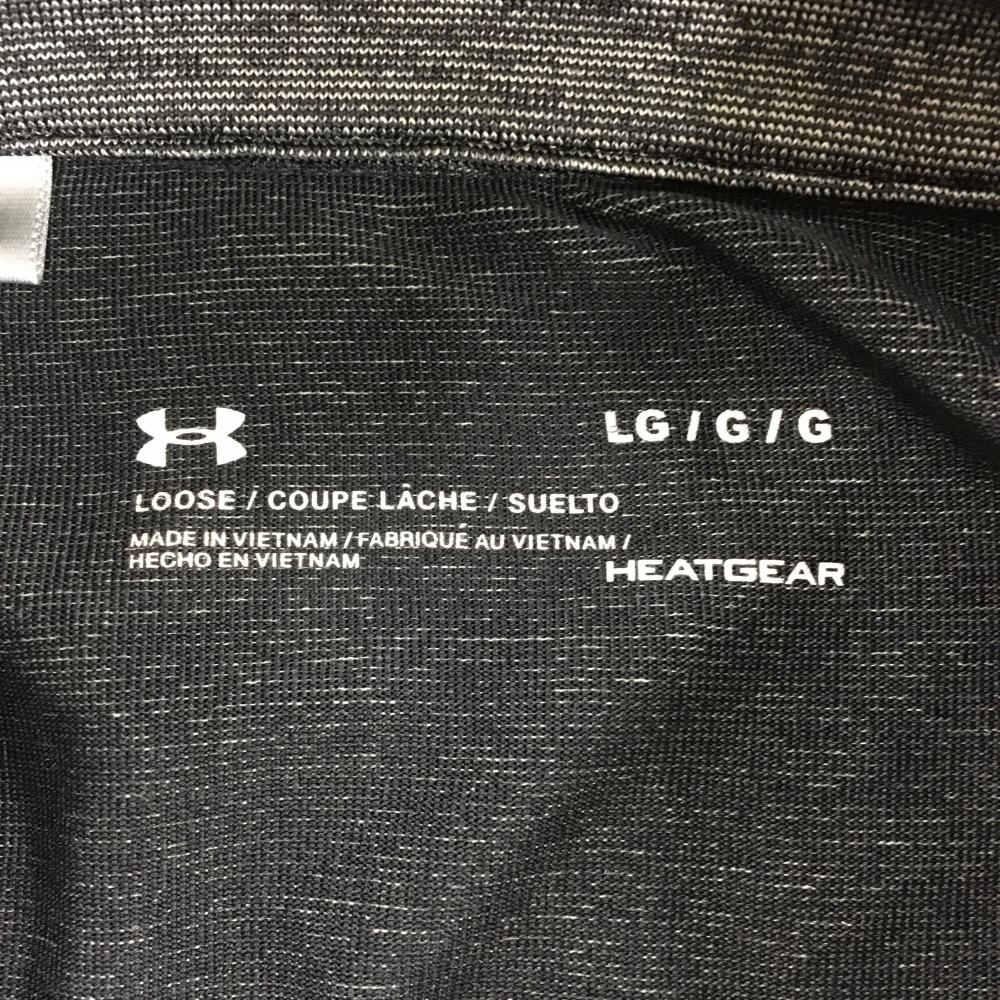 LG / G / G
LOOSE / COUPE LÂCHE / SUELTO
MADE IN VIETNAM / FABRIQUÉ AU VIETNAM /
HECHO EN VIETNAM
HEATGEAR